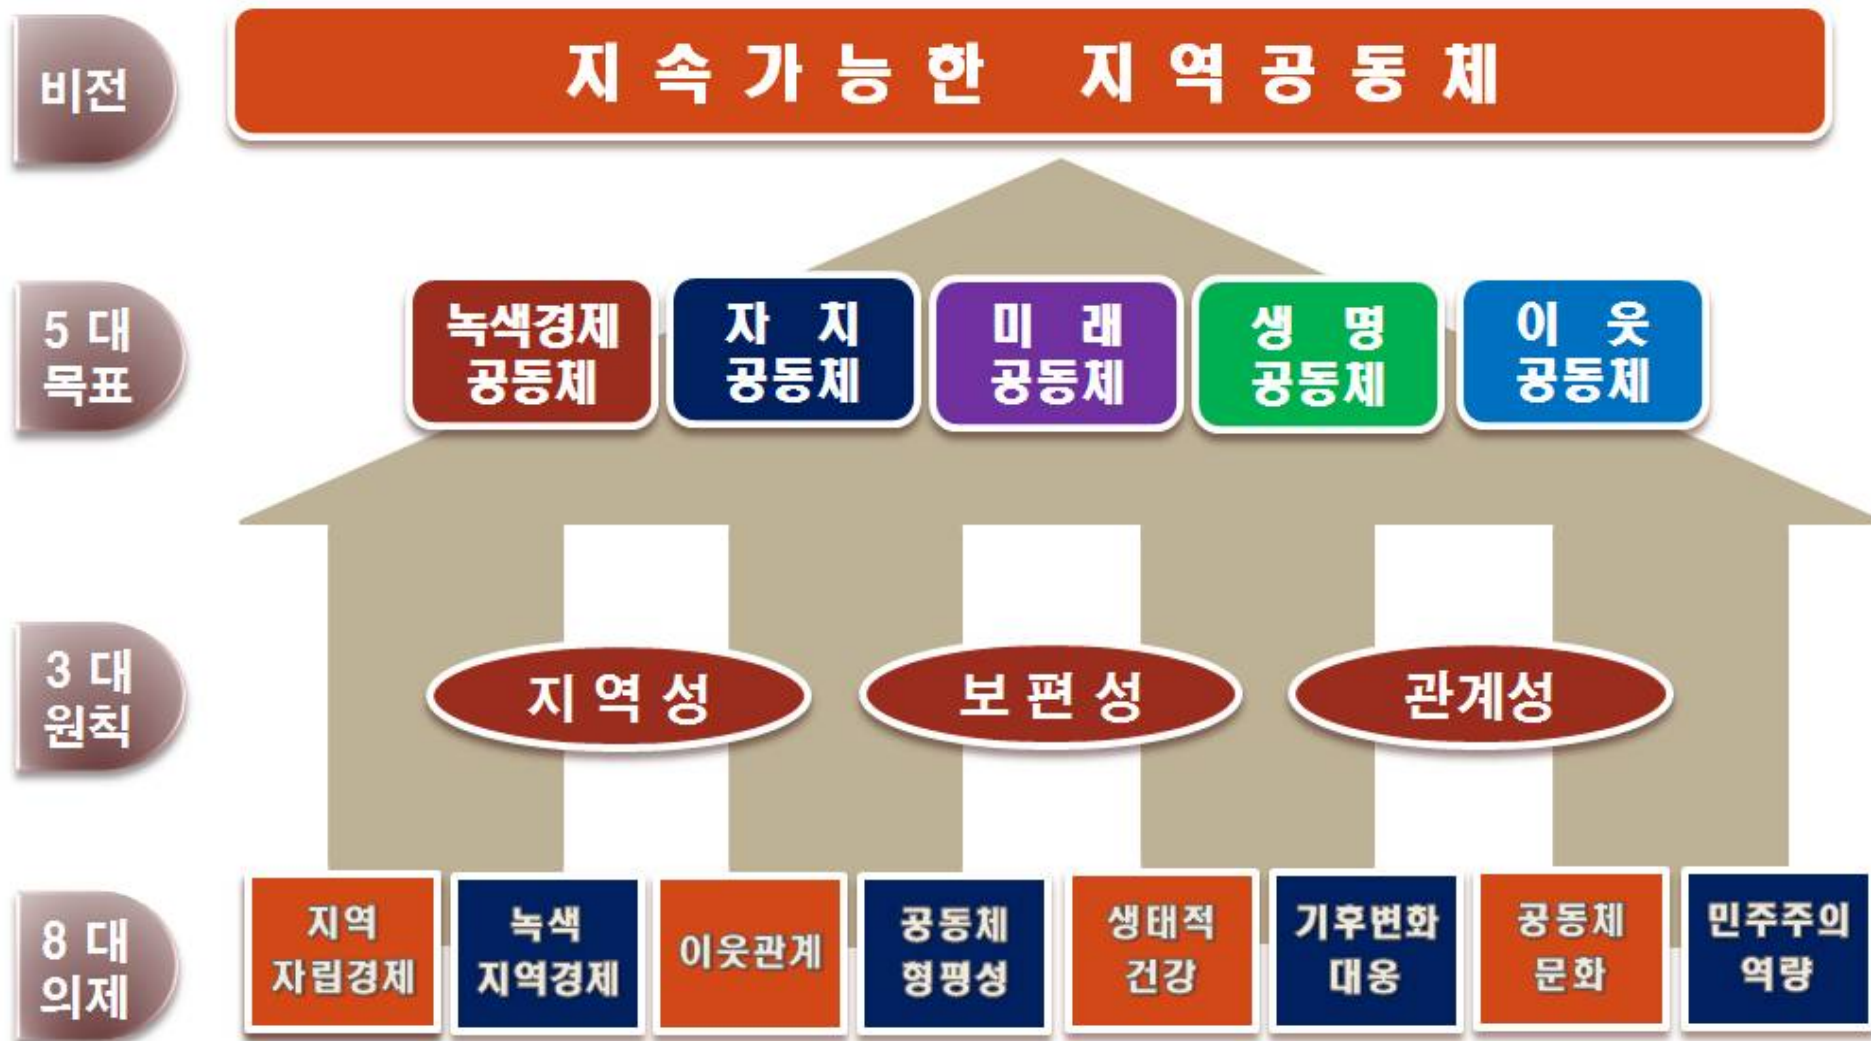 비전
지속가능한 지역공동체
5대
목표
녹색경제
공동체
자치
공동체
미래
공동체
생명
공동체
이웃
공동체
3대
원칙
지역성
보편성
관계성
8대
의제
지역
자립경제
녹색
지역경제
이웃관계
공동체
형평성
생태적
건강
기후변화
대응
공동체
문화
민주주의
역량